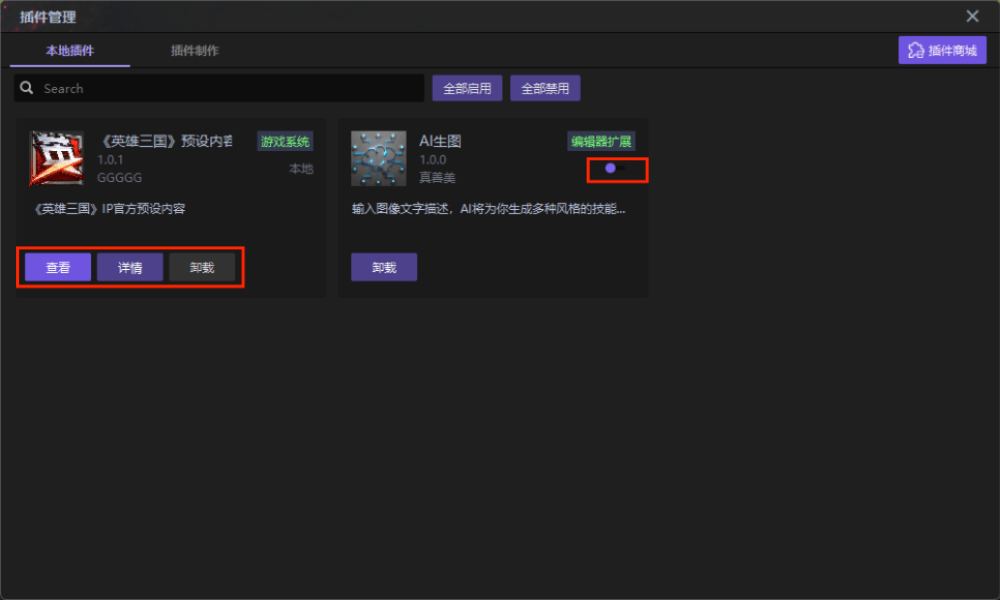 插件管理
本地插件
插件制作
插件商城
Search
全部启用
全部禁用
《英雄三国》预设内容
游戏系统
1.0.1
本地
GGGGG
《英雄三国》IP官方预设内容
查看
详情
卸载
AI生图
编辑器扩展
1.0.0
真善美
输入图像文字描述，AI将为你生成多种风格的技能...
卸载